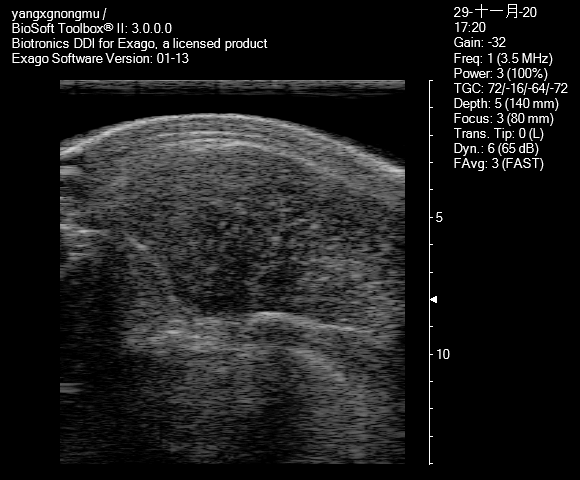 yangxgnongmu /
BioSoft Toolbox® II: 3.0.0.0
Biotronics DDI for Exago, a licensed product
Exago Software Version: 01-13
29-十一月-20
17:20
Gain: -32
Freq: 1 (3.5 MHz)
Power: 3 (100%)
TGC: 72/-16/-64/-72
Depth: 5 (140 mm)
Focus: 3 (80 mm)
Trans. Tip: 0 (L)
Dyn.: 6 (65 dB)
FAvg: 3 (FAST)
5
10